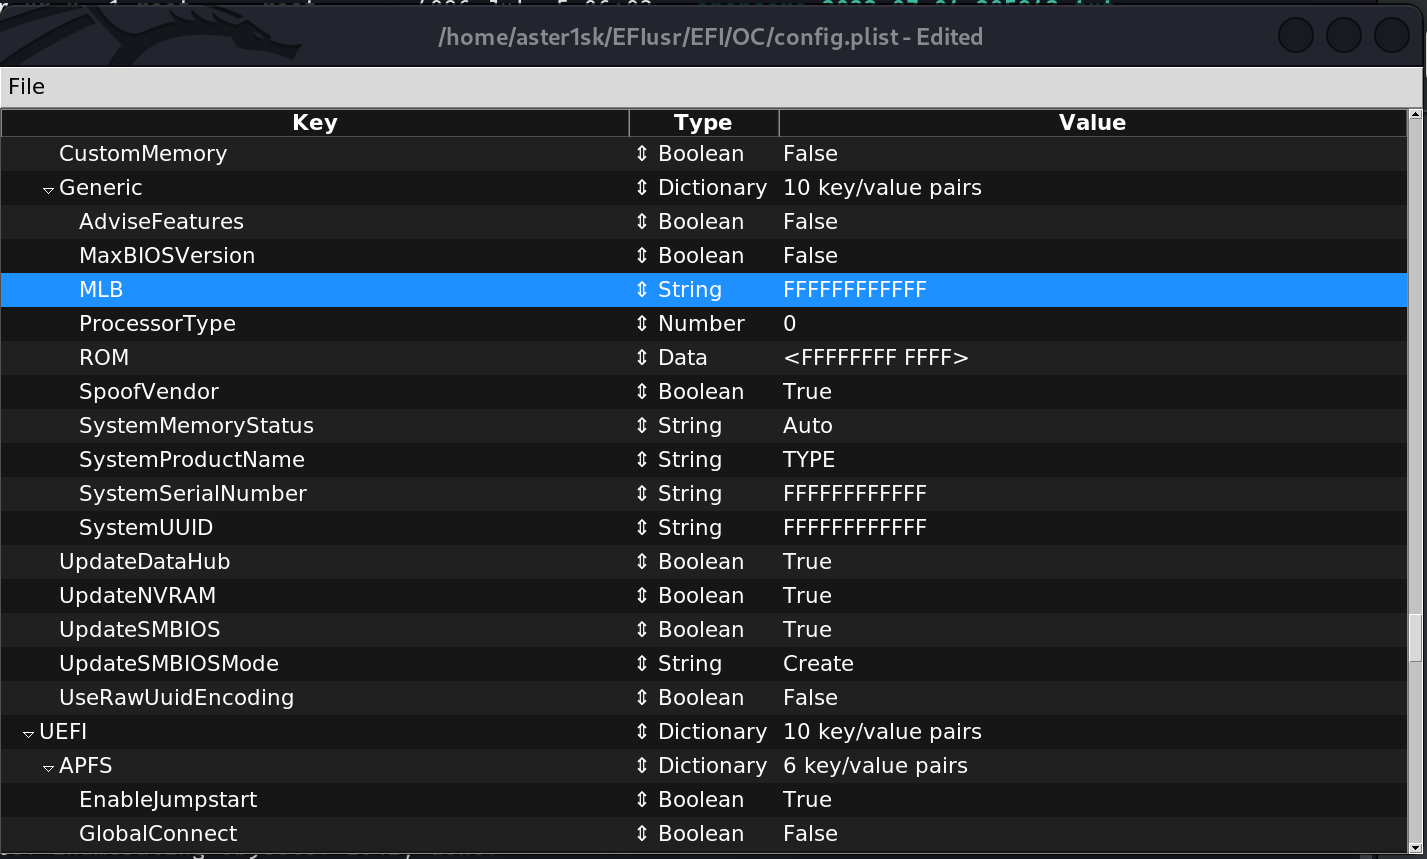 /home/aster1sk/EFIusr/EFI/OC/config.plist - Edited
File
Key Type Value
CustomMemory ⇕ Boolean False
▽ Generic ⇕ Dictionary 10 key/value pairs
AdviseFeatures ⇕ Boolean False
MaxBIOSVersion ⇕ Boolean False
MLB ⇕ String FFFFFFFFFFFF
ProcessorType ⇕ Number 0
ROM ⇕ Data <FFFFFFFF FFFF>
SpoofVendor ⇕ Boolean True
SystemMemoryStatus ⇕ String Auto
SystemProductName ⇕ String TYPE
SystemSerialNumber ⇕ String FFFFFFFFFFFF
SystemUUID ⇕ String FFFFFFFFFFFF
UpdateDataHub ⇕ Boolean True
UpdateNVRAM ⇕ Boolean True
UpdateSMBIOS ⇕ Boolean True
UpdateSMBIOSMode ⇕ String Create
UseRawUuidEncoding ⇕ Boolean False
▽ UEFI ⇕ Dictionary 10 key/value pairs
▽ APFS ⇕ Dictionary 6 key/value pairs
EnableJumpstart ⇕ Boolean True
GlobalConnect ⇕ Boolean False